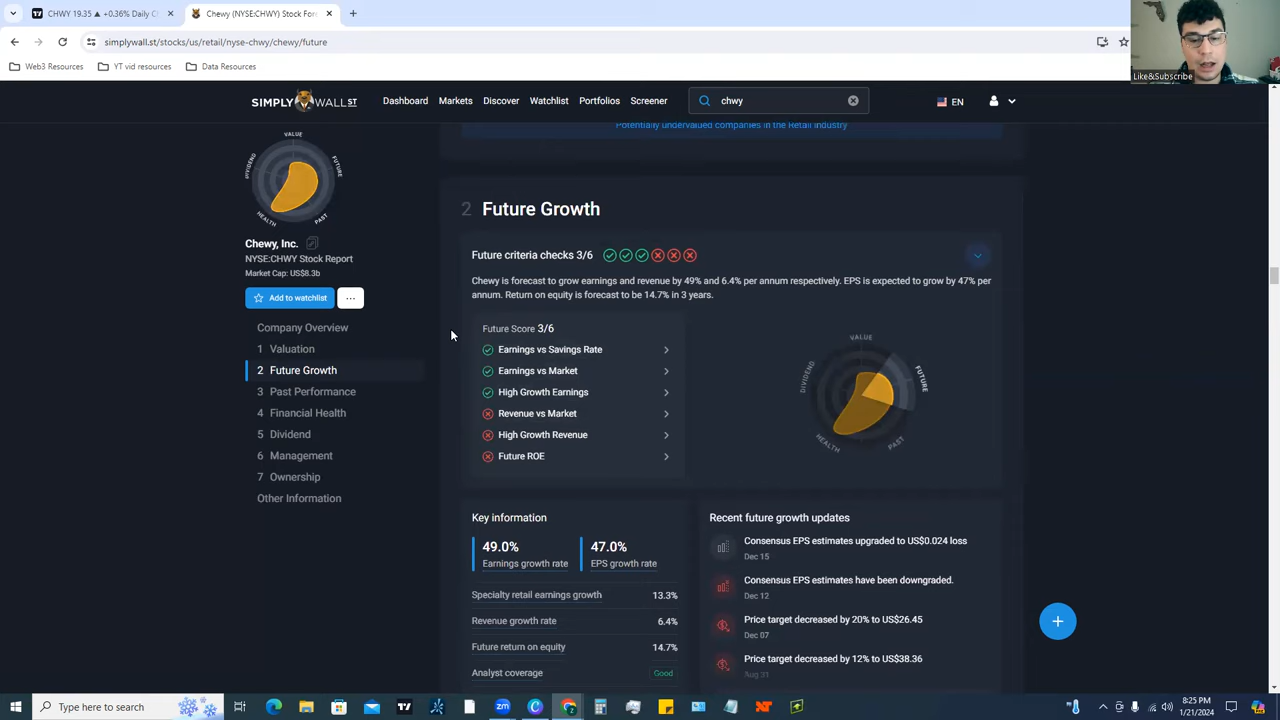 CHWY 19.35 ▲ +0.36% Daily C
Chewy (NYSE:CHWY) Stock For
simplywall.st/stocks/us/retail/nyse-chwy/chewy/future
Web3 Resources
YT vid resources
Data Resources
Like&Subscribe
SIMPLY WALL ST
Dashboard
Markets
Discover
Watchlist
Portfolios
Screener
chwy
EN
VALUE
FUTURE
PAST
HEALTH
DIVIDEND
Chewy, Inc.
NYSE:CHWY Stock Report
Market Cap: US$8.3b
Add to watchlist
Company Overview
1 Valuation
2 Future Growth
3 Past Performance
4 Financial Health
5 Dividend
6 Management
7 Ownership
Other Information
Potentially undervalued companies in the Retail industry
2 Future Growth
Future criteria checks 3/6
Chewy is forecast to grow earnings and revenue by 49% and 6.4% per annum respectively. EPS is expected to grow by 47% per
annum. Return on equity is forecast to be 14.7% in 3 years.
Future Score 3/6
Earnings vs Savings Rate
Earnings vs Market
High Growth Earnings
Revenue vs Market
High Growth Revenue
Future ROE
VALUE
FUTURE
PAST
HEALTH
DIVIDEND
Key information
49.0%
Earnings growth rate
47.0%
EPS growth rate
Specialty retail earnings growth 13.3%
Revenue growth rate 6.4%
Future return on equity 14.7%
Analyst coverage Good
Recent future growth updates
Consensus EPS estimates upgraded to US$0.024 loss
Dec 15
Consensus EPS estimates have been downgraded.
Dec 12
Price target decreased by 20% to US$26.45
Dec 07
Price target decreased by 12% to US$38.36
Aug 31
Type here to search
8:25 PM
1/21/2024